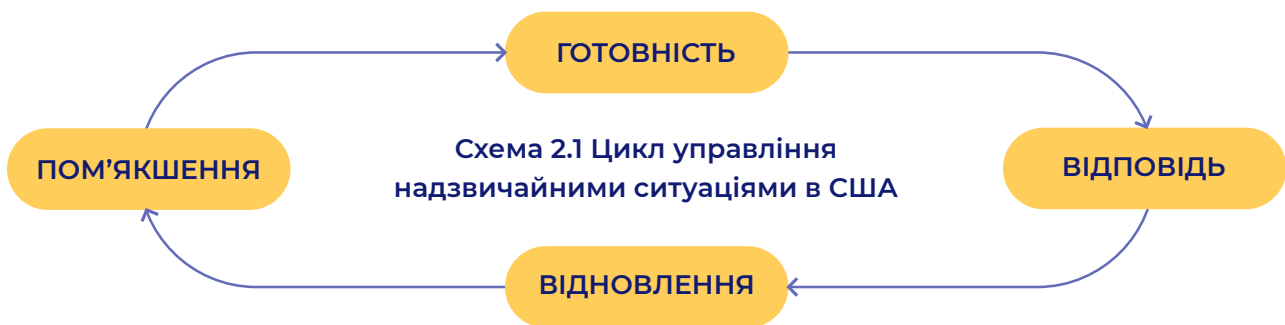 ГОТОВНІСТЬ
ПОМ’ЯКШЕННЯ
Схема 2.1 Цикл управління
надзвичайними ситуаціями в США
ВІДПОВІДЬ
ВІДНОВЛЕННЯ